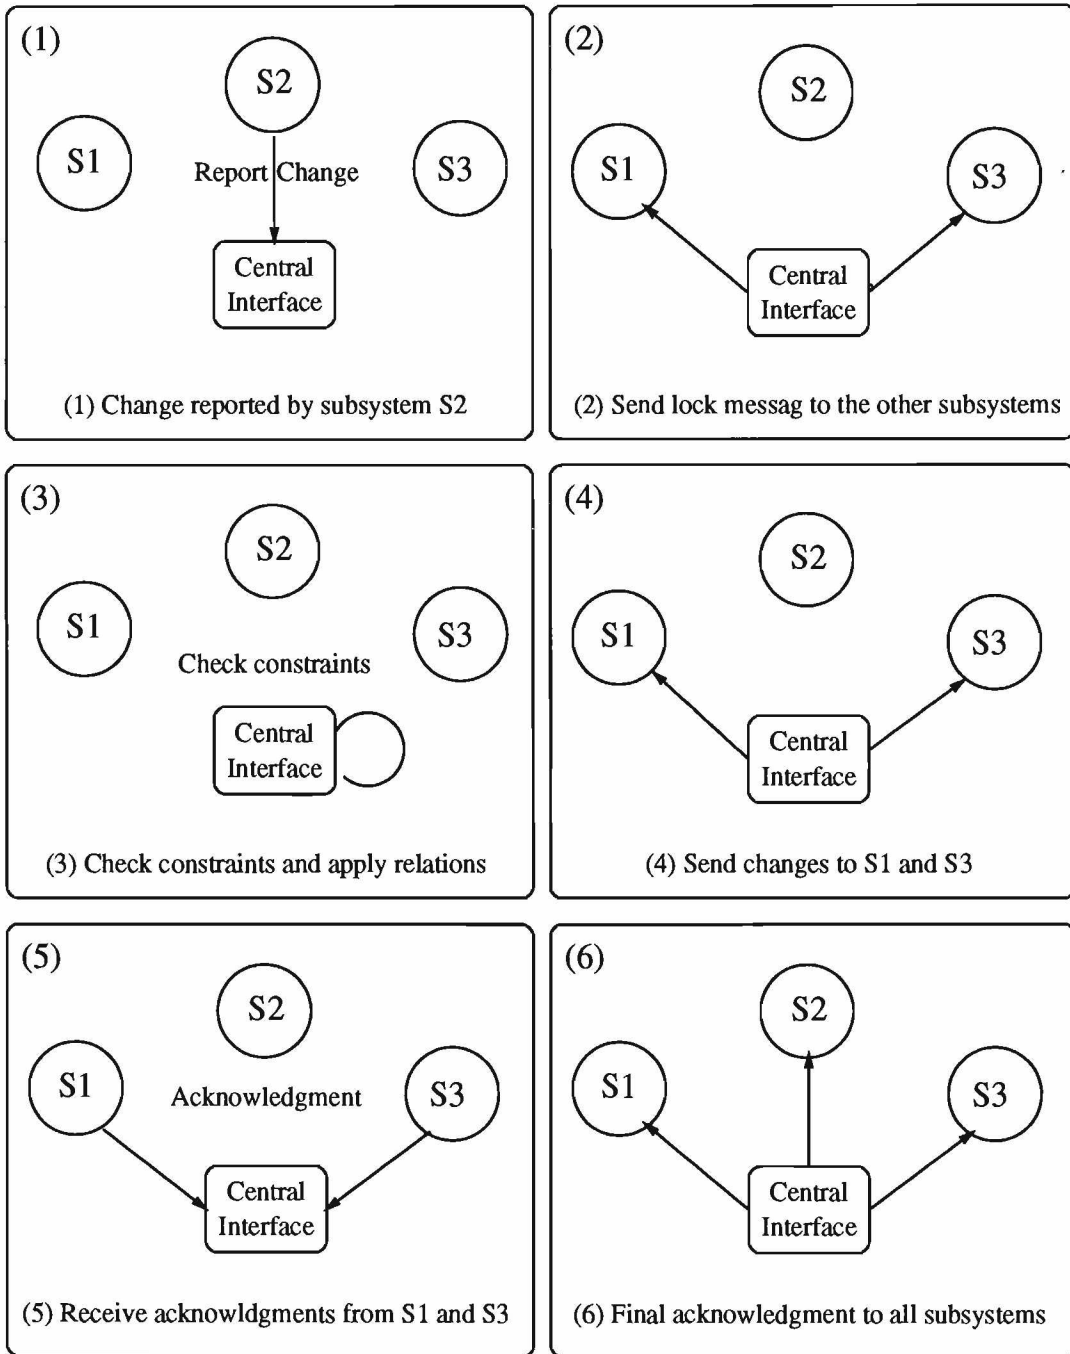 (1)
S2
S1
S3
Report Change
Central
Interface
(1) Change reported by subsystem S2
(2)
S2
S1
S3
Central
Interface
(2) Send lock messag to the other subsystems
(3)
S2
S1
S3
Check constraints
Central
Interface
(3) Check constraints and apply relations
(4)
S2
S1
S3
Central
Interface
(4) Send changes to S1 and S3
(5)
S2
S1
S3
Acknowledgment
Central
Interface
(5) Receive acknowldgments from S1 and S3
(6)
S2
S1
S3
Central
Interface
(6) Final acknowledgment to all subsystems